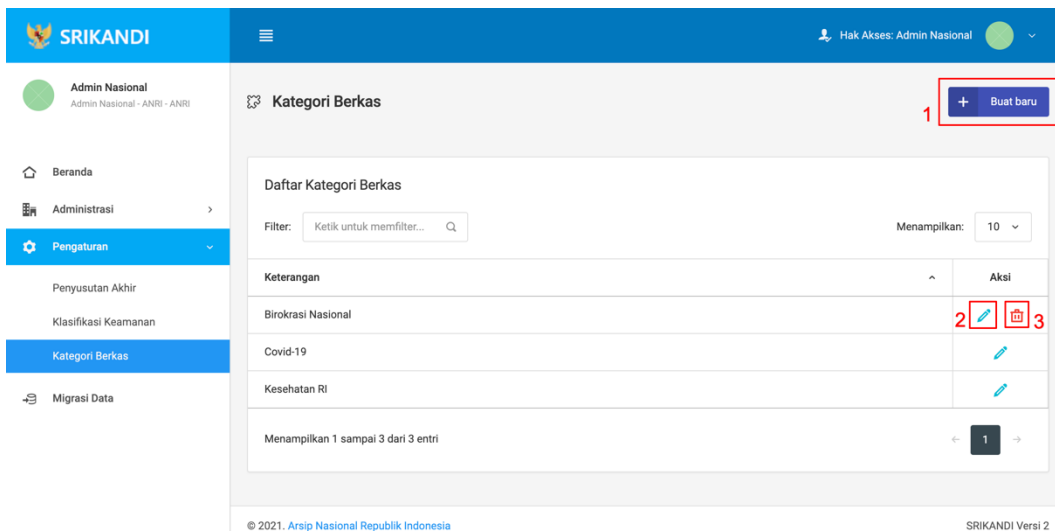 SRIKANDI
Hak Akses: Admin Nasional
Admin Nasional
Admin Nasional - ANRI - ANRI
Kategori Berkas
1
+ Buat baru
Beranda
Administrasi
Pengaturan
Penyusutan Akhir
Klasifikasi Keamanan
Kategori Berkas
Migrasi Data
Daftar Kategori Berkas
Filter: Ketik untuk memfilter... Menampilkan: 10
Keterangan Aksi
Birokrasi Nasional 2 3
Covid-19
Kesehatan RI
Menampilkan 1 sampai 3 dari 3 entri ← 1 →
© 2021. Arsip Nasional Republik Indonesia SRIKANDI Versi 2